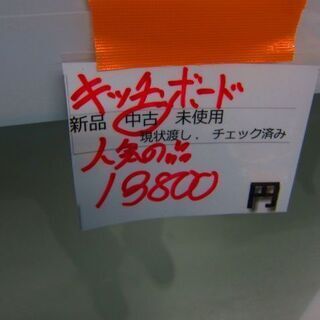 キッチンボード
新品 中古 未使用
現状渡し．チェック済み
人気の品
13800
円